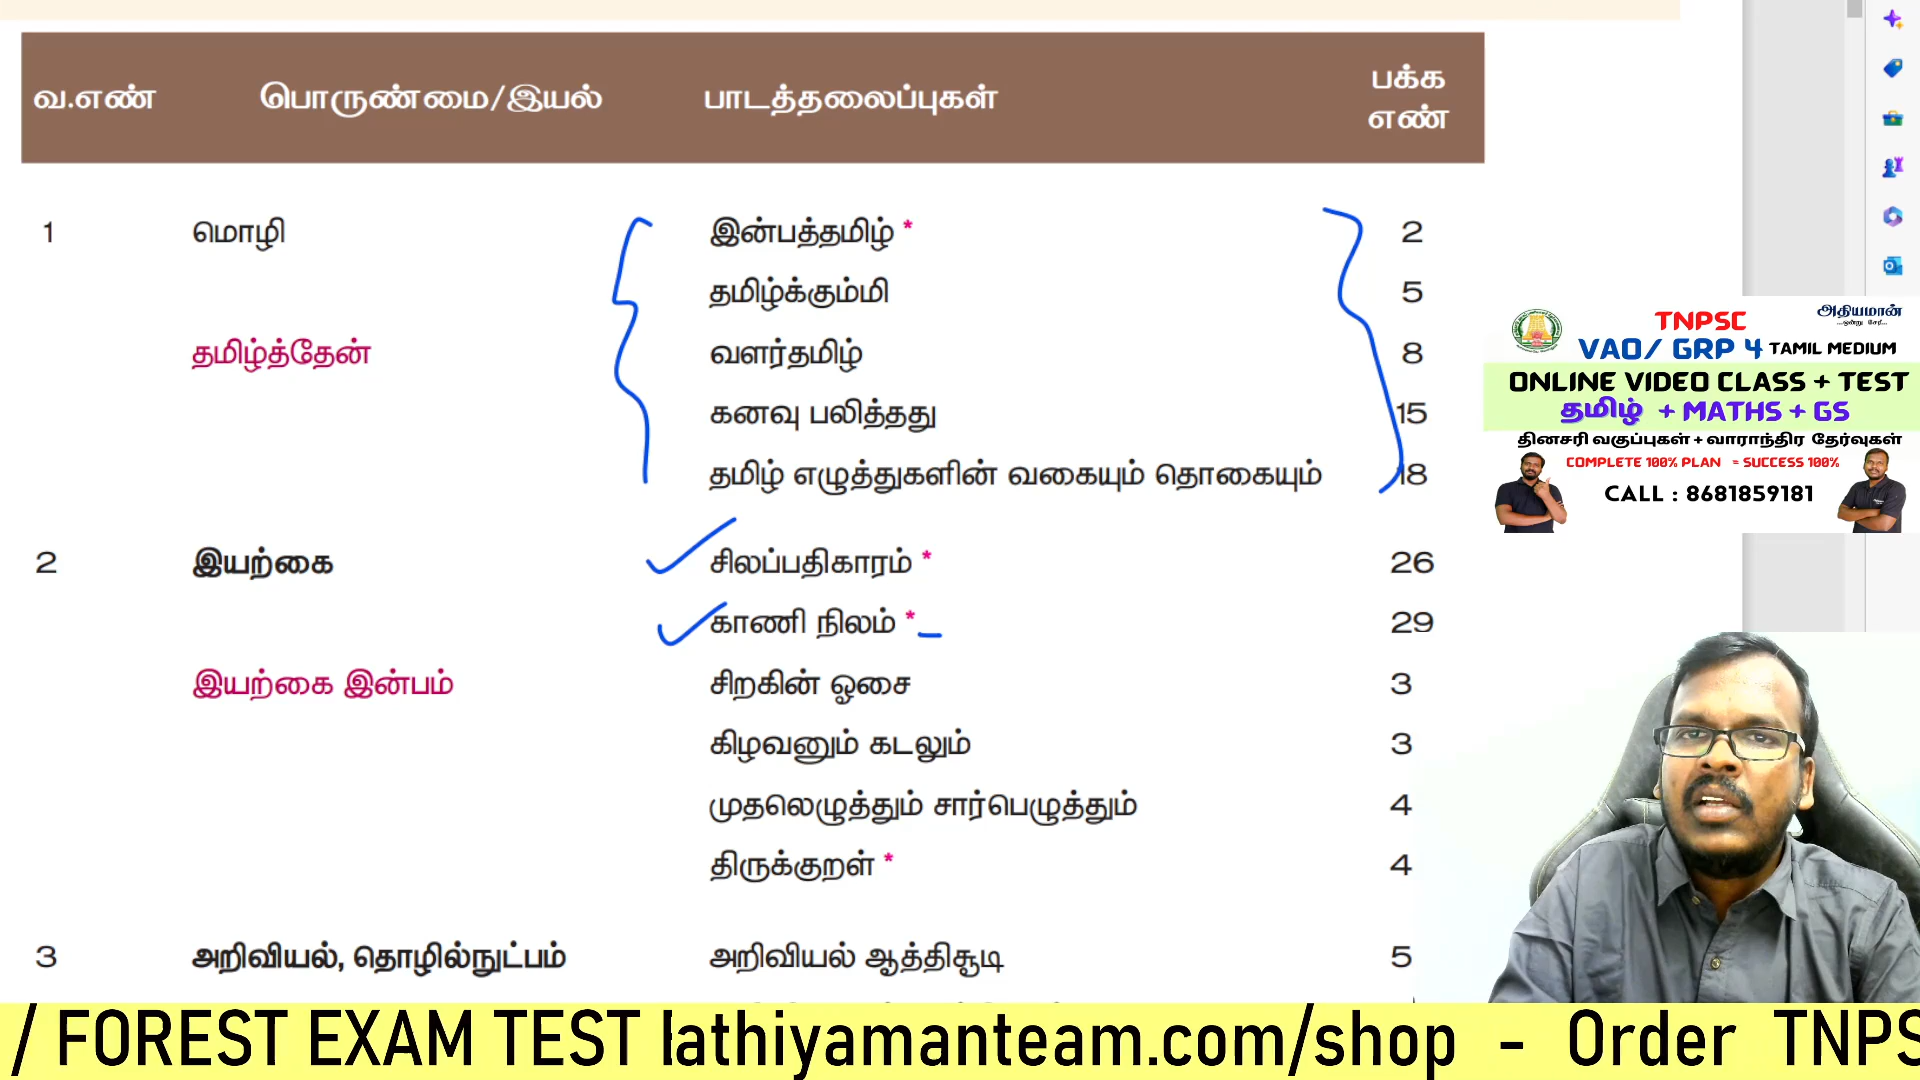 வ.எண் பொருண்மை/இயல் பாடத்தலைப்புகள் பக்க எண்
1 மொழி இன்பத்தமிழ் * 2
தமிழ்க்கும்மி 5
தமிழ்த்தேன் வளர்தமிழ் 8
கனவு பலித்தது 15
தமிழ் எழுத்துகளின் வகையும் தொகையும் 18
2 இயற்கை சிலப்பதிகாரம் * 26
காணி நிலம் * 29
இயற்கை இன்பம் சிறகின் ஓசை 3
கிழவனும் கடலும் 3
முதலெழுத்தும் சார்பெழுத்தும் 4
திருக்குறள் * 4
3 அறிவியல், தொழில்நுட்பம் அறிவியல் ஆத்திசூடி 5
அதியமான்
...ஒன்று சேர்...
TNPSC
VAO/ GRP 4 TAMIL MEDIUM
ONLINE VIDEO CLASS + TEST
தமிழ் + MATHS + GS
தினசரி வகுப்புகள் + வாராந்திர தேர்வுகள்
COMPLETE 100% PLAN = SUCCESS 100%
CALL : 8681859181
/ FOREST EXAM TEST lathiyamanteam.com/shop - Order TNPS